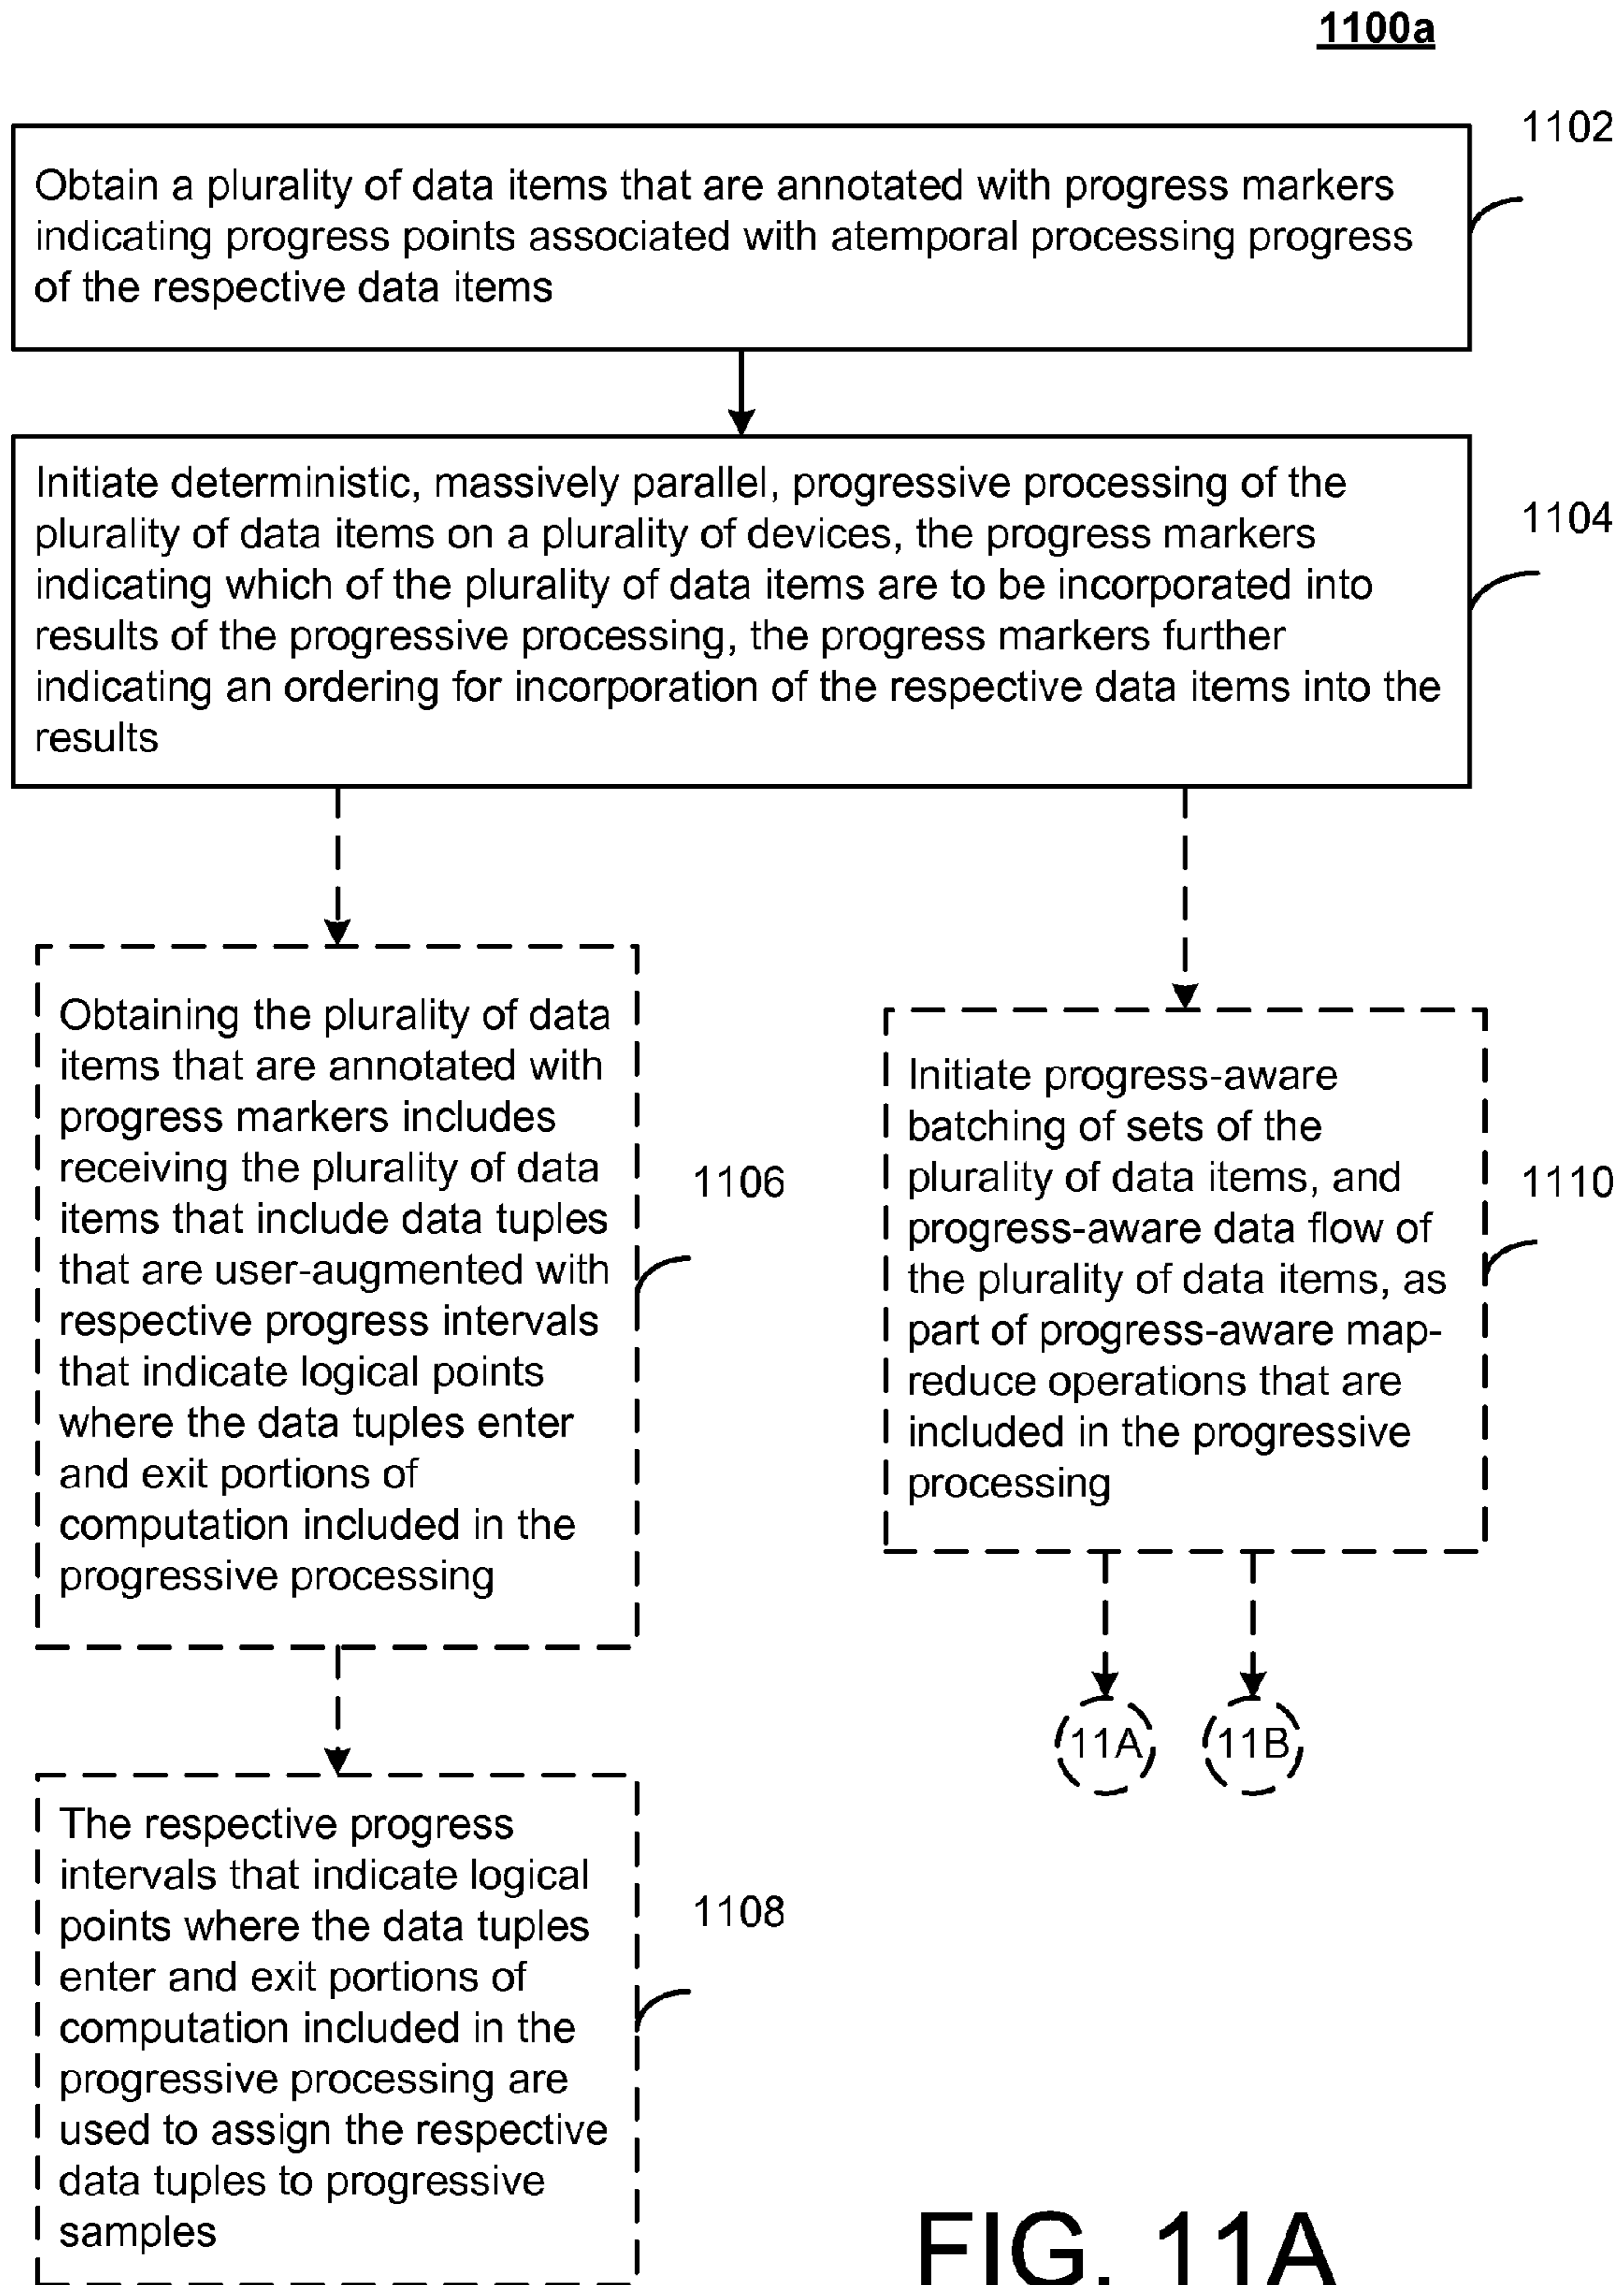 1100a
1102
Obtain a plurality of data items that are annotated with progress markers
indicating progress points associated with atemporal processing progress
of the respective data items
1104
Initiate deterministic, massively parallel, progressive processing of the
plurality of data items on a plurality of devices, the progress markers
indicating which of the plurality of data items are to be incorporated into
results of the progressive processing, the progress markers further
indicating an ordering for incorporation of the respective data items into the
results
Obtaining the plurality of data
items that are annotated with
progress markers includes
receiving the plurality of data
items that include data tuples
that are user-augmented with
respective progress intervals
that indicate logical points
where the data tuples enter
and exit portions of
computation included in the
progressive processing
1106
Initiate progress-aware
batching of sets of the
plurality of data items, and
progress-aware data flow of
the plurality of data items, as
part of progress-aware map-
reduce operations that are
included in the progressive
processing
1110
11A
11B
The respective progress
intervals that indicate logical
points where the data tuples
enter and exit portions of
computation included in the
progressive processing are
used to assign the respective
data tuples to progressive
samples
1108
FIG. 11A